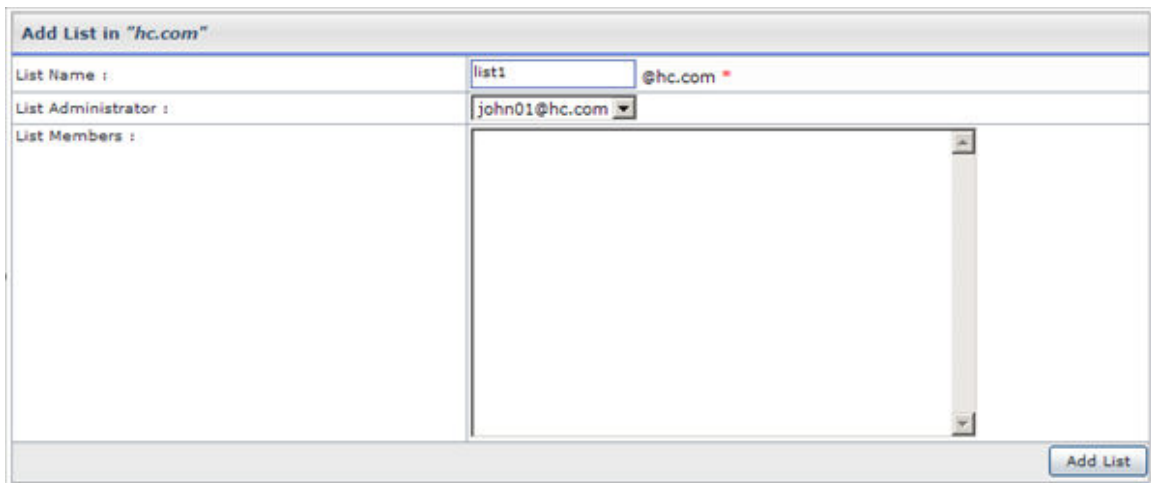 Add List in "hc.com"
List Name : list1 @hc.com *
List Administrator : john01@hc.com
List Members :
Add List